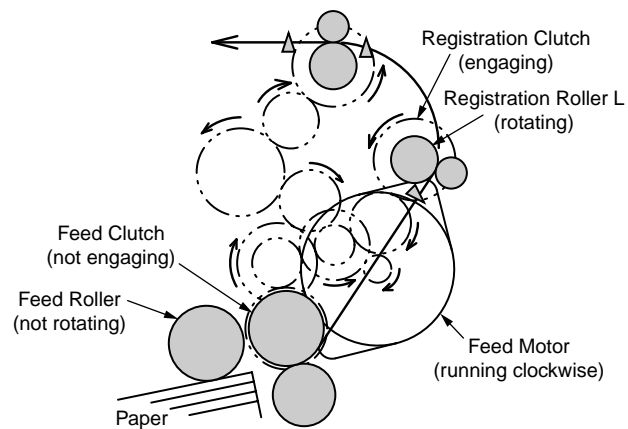 Registration Clutch
(engaging)
Registration Roller L
(rotating)
Feed Clutch
(not engaging)
Feed Roller
(not rotating)
Feed Motor
(running clockwise)
Paper